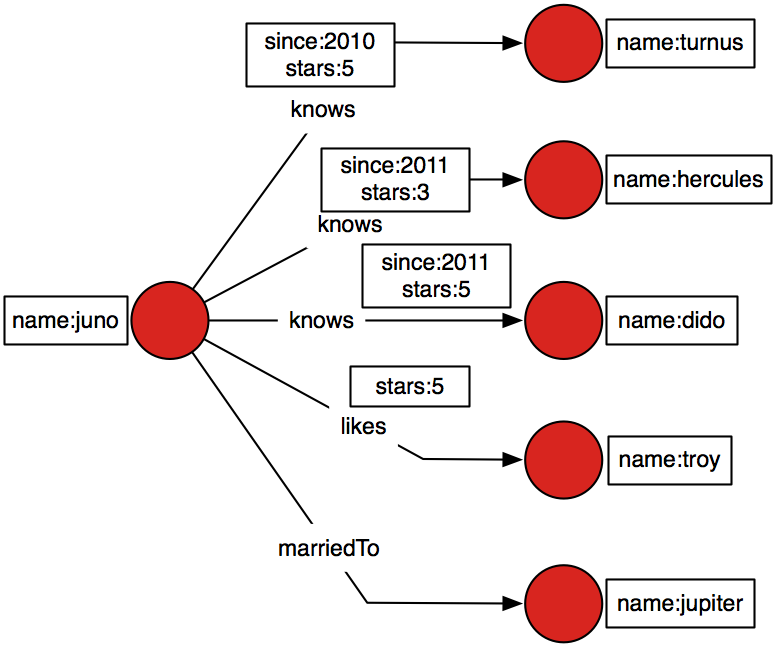 since:2010
stars:5
name:turnus
knows
since:2011
stars:3
name:hercules
knows
since:2011
stars:5
name:juno
knows
name:dido
stars:5
likes
name:troy
marriedTo
name:jupiter